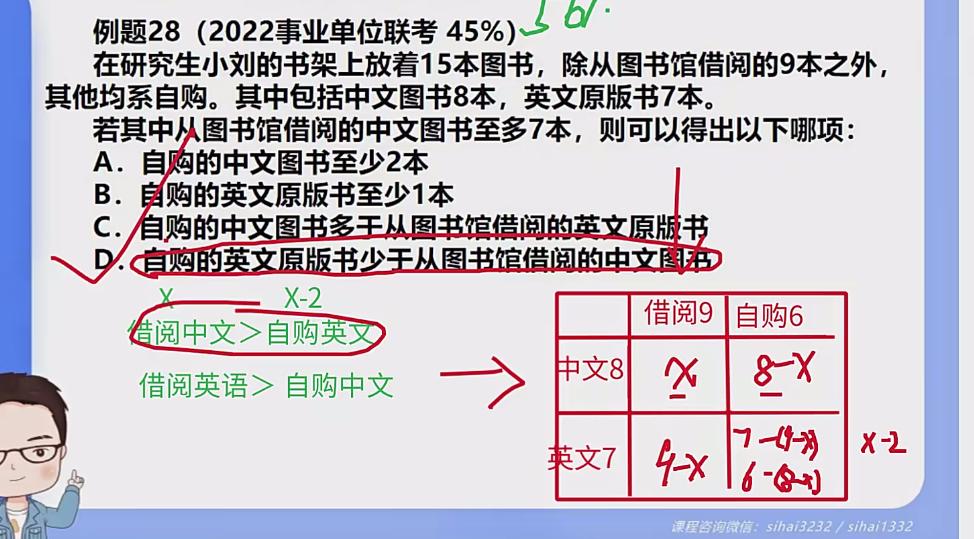 561.
例题28（2022事业单位联考 45%）
在研究生小刘的书架上放着15本图书，除从图书馆借阅的9本之外，
其他均系自购。其中包括中文图书8本，英文原版书7本。
若其中从图书馆借阅的中文图书至多7本，则可以得出以下哪项：
A．自购的中文图书至少2本
B．自购的英文原版书至少1本
C．自购的中文图书多于从图书馆借阅的英文原版书
D．自购的英文原版书少于从图书馆借阅的中文图书
X X-2
借阅中文＞自购英文
借阅英语＞ 自购中文
借阅9 自购6
中文8 X 8-X
英文7 9-X 7-(9-X) X-2
6-(8-X)
课程咨询微信：sihai3232 / sihai1332